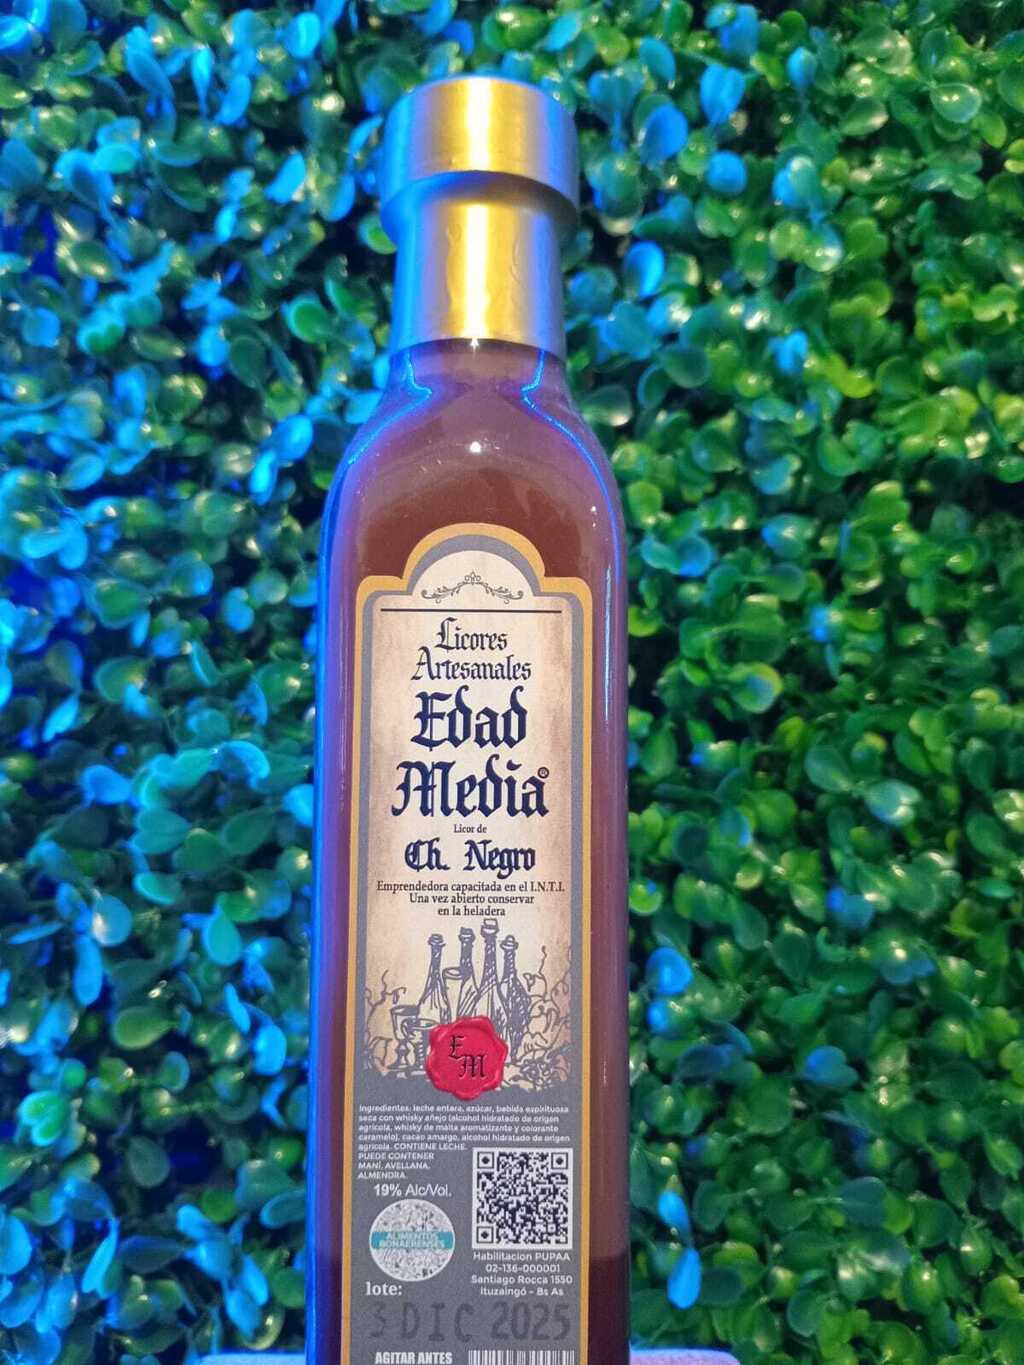 Licores
Artesanales
Edad
Media®
Licor de
Ch. Negro
Emprendedora capacitada en el I.N.T.I.
Una vez abierto conservar
en la heladera
E
M
Ingredientes: leche entera, azúcar, bebida espirituosa
seca con whisky añejo (alcohol hidratado de origen
agrícola, whisky de malta aromatizante y colorante
caramelo), cacao amargo, alcohol hidratado de origen
agrícola. CONTIENE LECHE.
PUEDE CONTENER
MANÍ, AVELLANA,
ALMENDRA.
19% Alc/Vol.
ALIMENTOS
BONAERENSES
Habilitacion PUPAA
02-136-000001
Santiago Rocca 1550
Ituzaingó - Bs As
lote:
3 DIC 2025
AGITAR ANTES